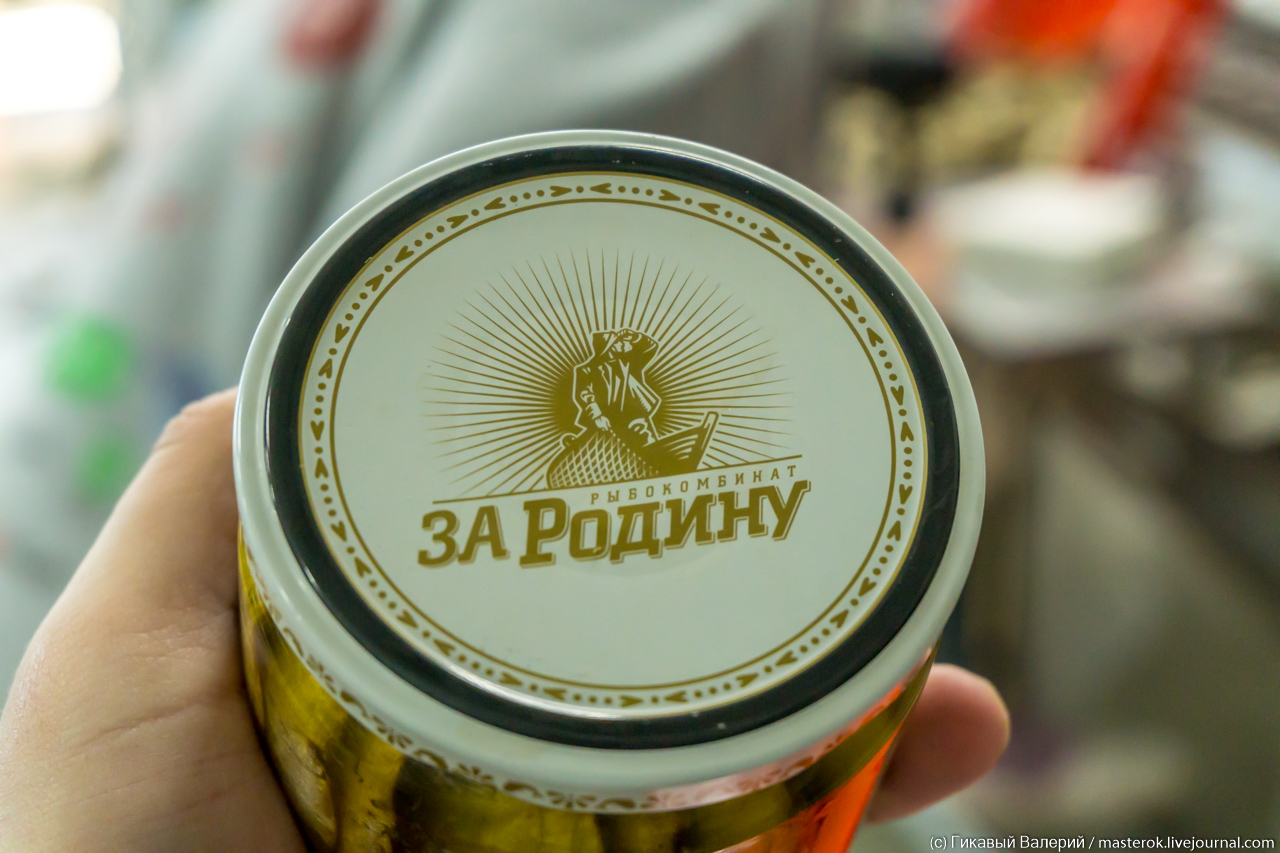 РЫБОКОМБИНАТ
ЗА РОДИНУ
(c) Гикавый Валерий / masterok.livejournal.com